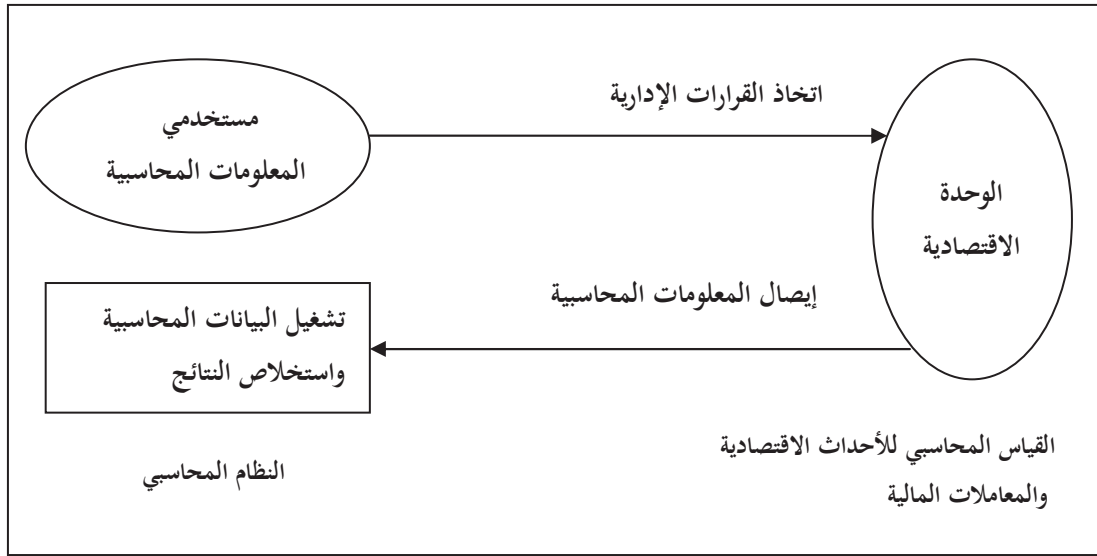 اتخاذ القرارات الإدارية
مستخدمي
المعلومات المحاسبية
الوحدة
الاقتصادية
إيصال المعلومات المحاسبية
تشغيل البيانات المحاسبية
واستخلاص النتائج
القياس المحاسبي للأحداث الاقتصادية
والمعاملات المالية
النظام المحاسبي